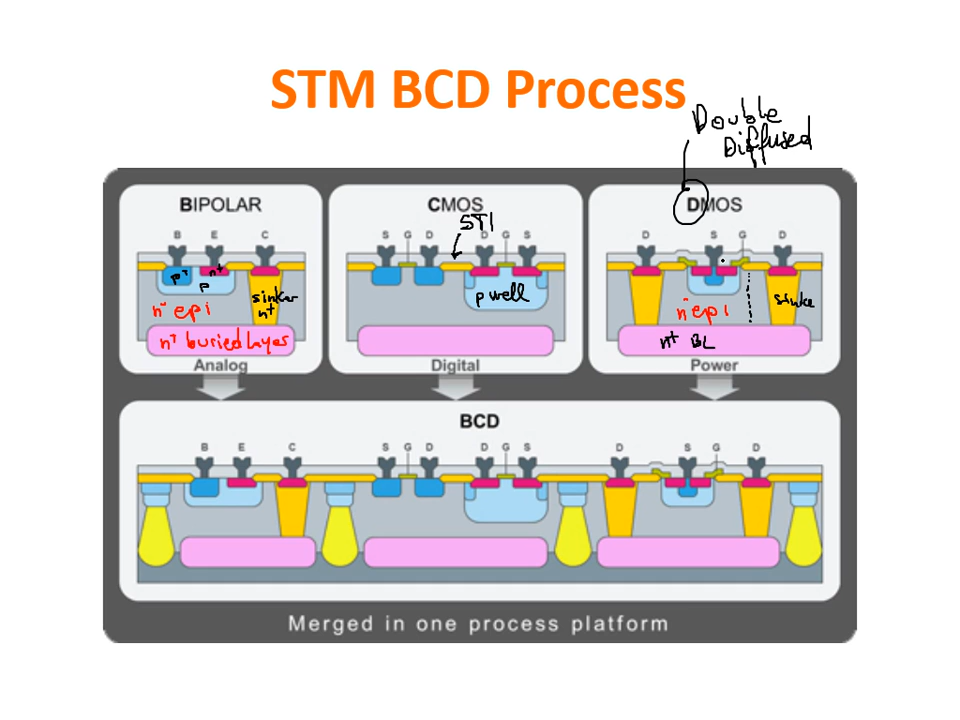 STM BCD Process
Double
Diffused
BIPOLAR
CMOS
DMOS
STI
B E C
S G D D G S
D S G D
p+ n+
p
sinker
n+
n- epi
n+ buried layer
p well
n- epi
sinke
n+ BL
Analog
Digital
Power
BCD
B E C S G D D G S D S G D
Merged in one process platform